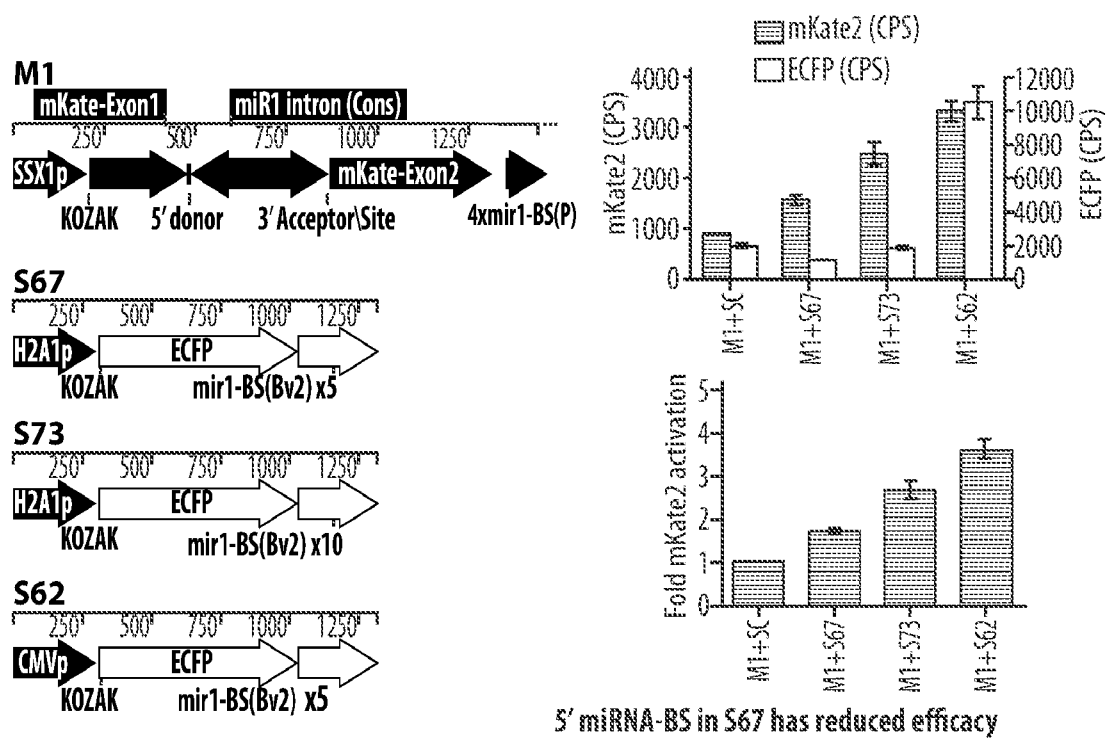 M1
mKate-Exon1 miR1 intron (Cons)
250 500 750 1000 1250
SSX1p mKate-Exon2
KOZAK 5' donor 3' Acceptor\Site 4xmir1-BS(P)
S67
250 500 750 1000 1250
H2A1p ECFP
KOZAK mir1-BS(Bv2) x5
S73
250 500 750 1000 1250
H2A1p ECFP
KOZAK mir1-BS(Bv2) x10
S62
250 500 750 1000 1250
CMVp ECFP
KOZAK mir1-BS(Bv2) x5
mKate2 (CPS)
ECFP (CPS)
mKate2 (CPS)
4000
3000
2000
1000
0
12000
10000
8000
6000
4000
2000
0
ECFP (CPS)
M1+SC
M1+S67
M1+S73
M1+S62
Fold mKate2 activation
5
4
3
2
1
0
M1+SC
M1+S67
M1+S73
M1+S62
5' miRNA-BS in S67 has reduced efficacy